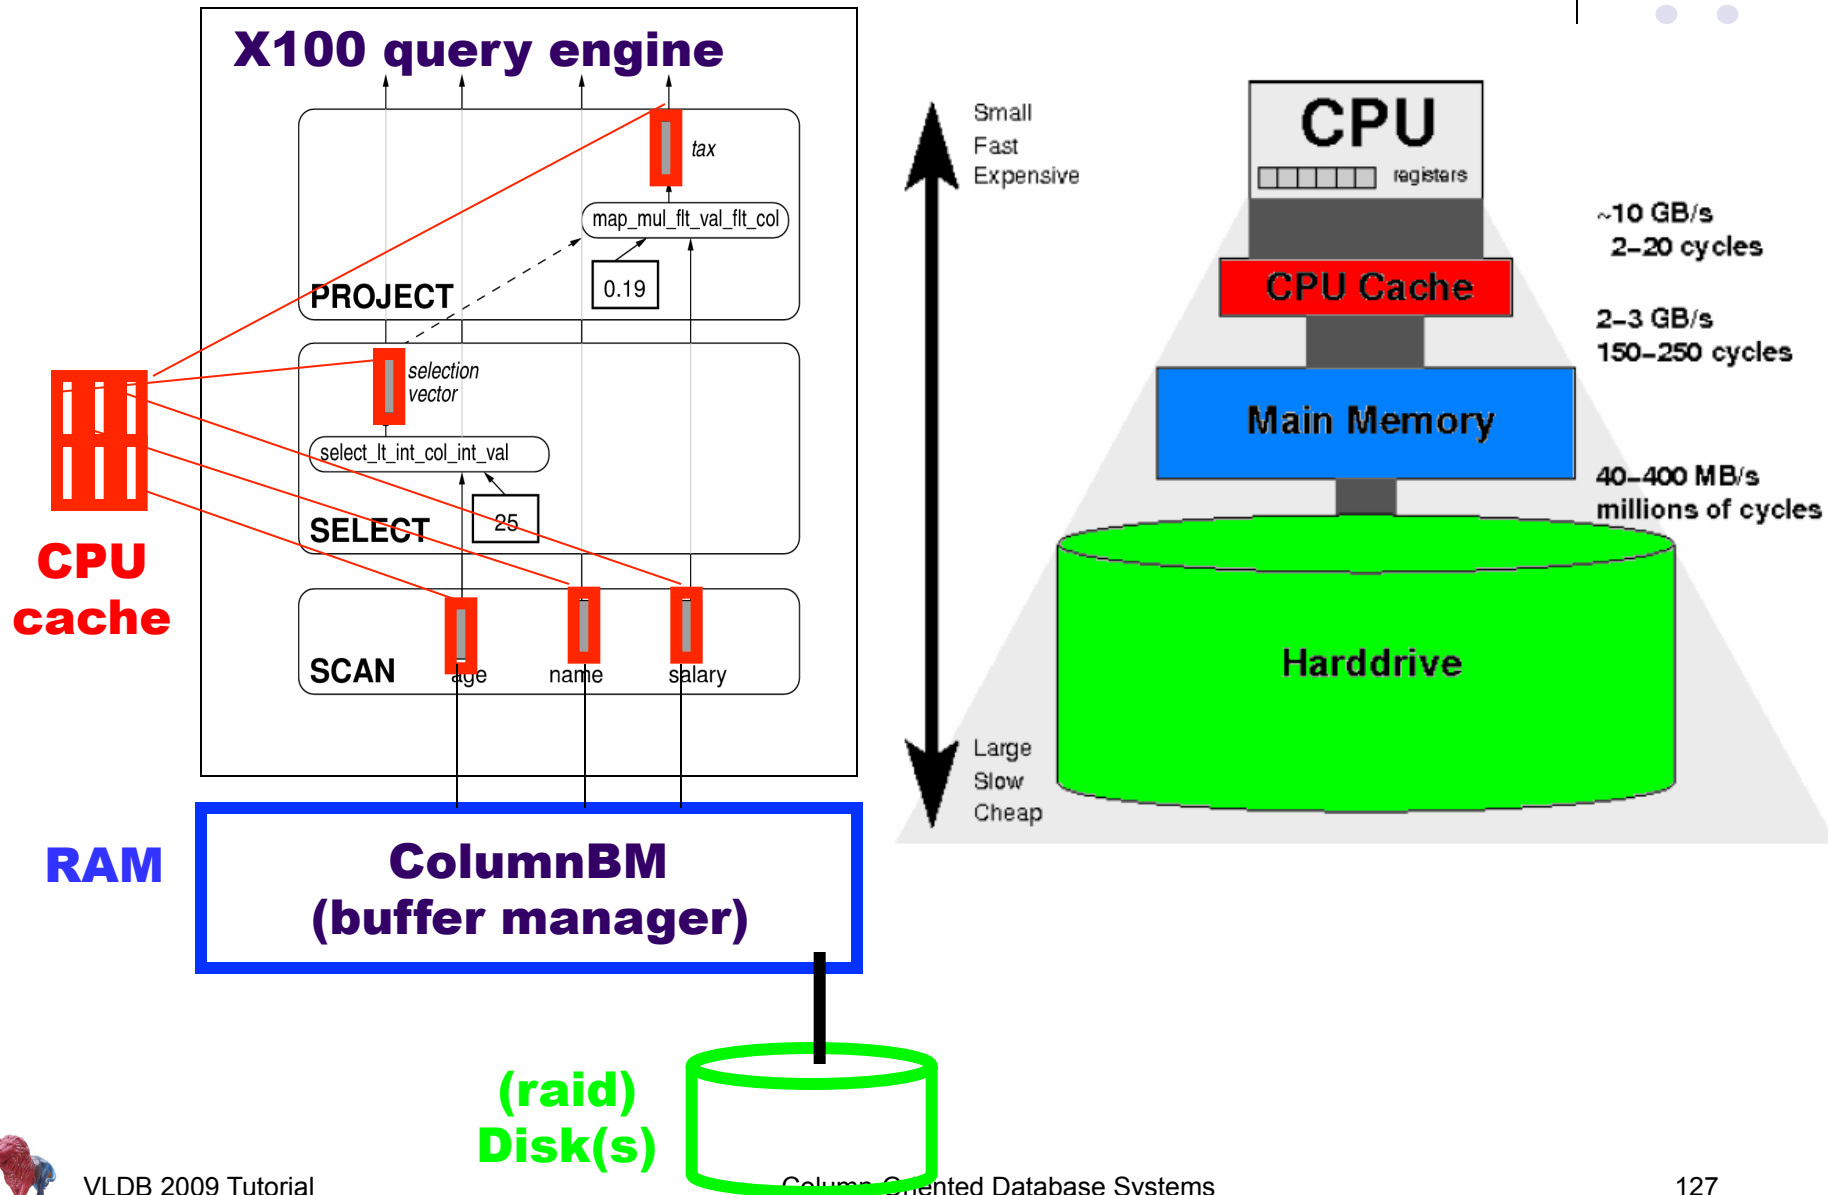 X100 query engine
tax
map_mul_flt_val_flt_col
0.19
PROJECT
selection
vector
select_lt_int_col_int_val
25
SELECT
SCAN
age
name
salary
CPU
cache
RAM
ColumnBM
(buffer manager)
(raid)
Disk(s)
Small
Fast
Expensive
CPU
registers
~10 GB/s
2–20 cycles
CPU Cache
2–3 GB/s
150–250 cycles
Main Memory
40–400 MB/s
millions of cycles
Harddrive
Large
Slow
Cheap
VLDB 2009 Tutorial
Column-Oriented Database Systems
127